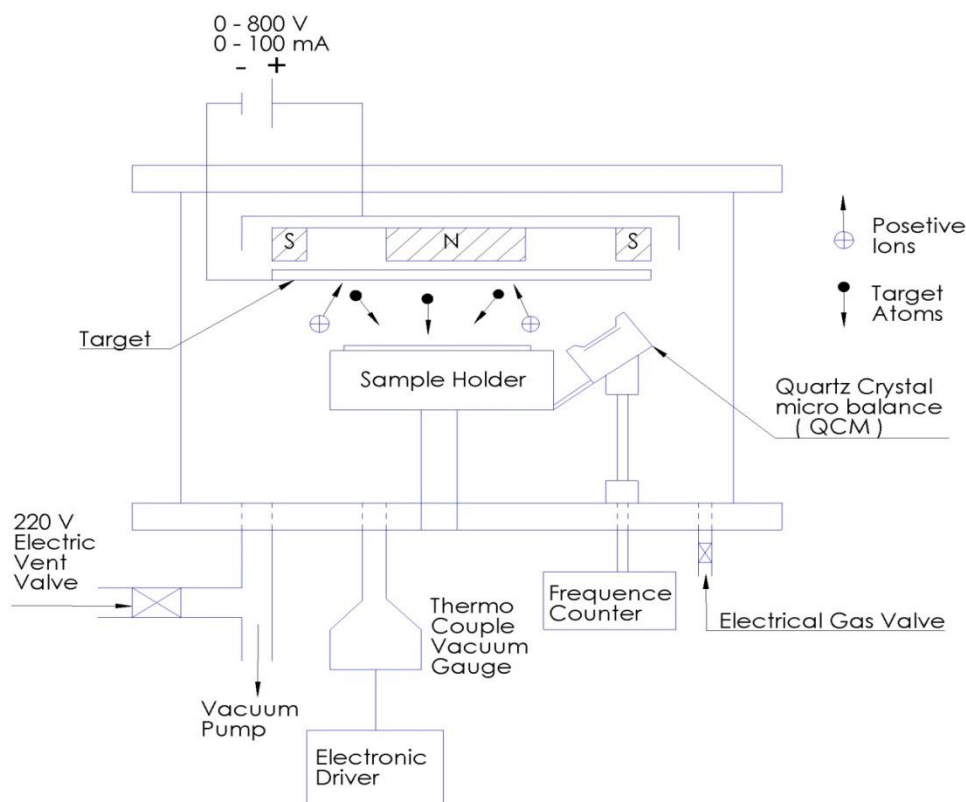 0 - 800 V
0 - 100 mA
- +
S
N
S
Posetive
Ions
Target
Atoms
Target
Sample Holder
Quartz Crystal
micro balance
( QCM )
220 V
Electric
Vent
Valve
Thermo
Couple
Vacuum
Gauge
Frequence
Counter
Electrical Gas Valve
Vacuum
Pump
Electronic
Driver